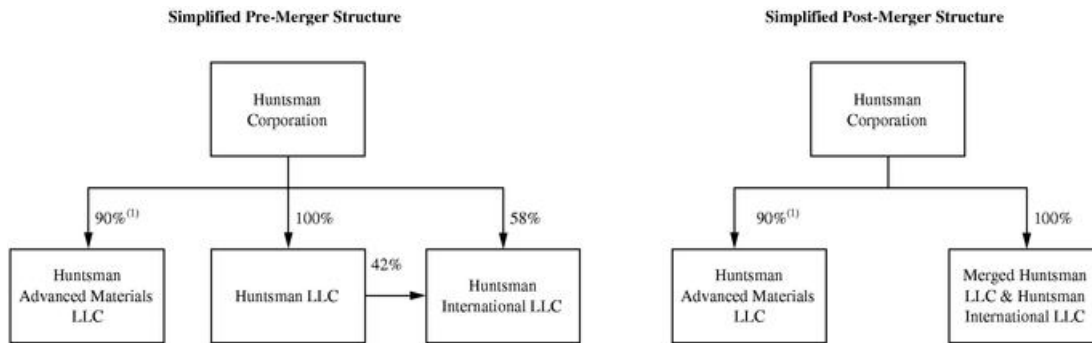 Simplified Pre-Merger Structure
Huntsman
Corporation
90%(1)
100%
58%
Huntsman
Advanced Materials
LLC
Huntsman LLC
42%
Huntsman
International LLC
Simplified Post-Merger Structure
Huntsman
Corporation
90%(1)
100%
Huntsman
Advanced Materials
LLC
Merged Huntsman
LLC & Huntsman
International LLC